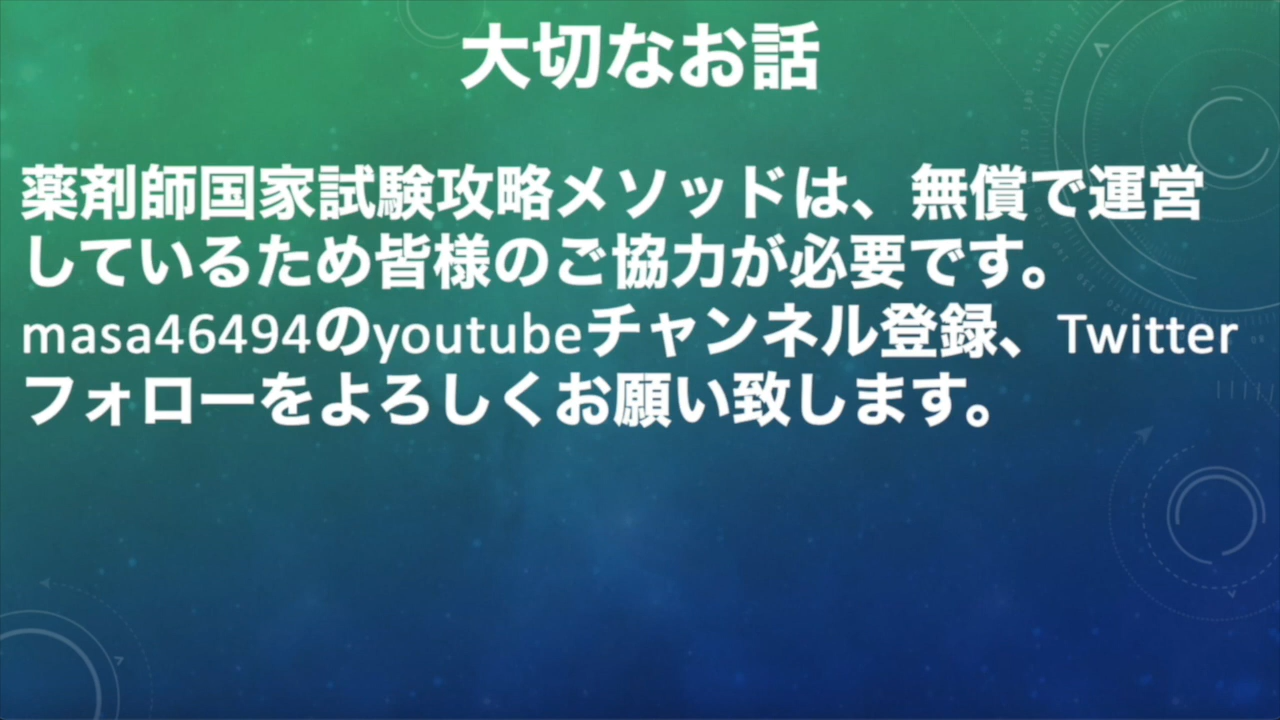 大切なお話
薬剤師国家試験攻略メソッドは、無償で運営
しているため皆様のご協力が必要です。
masa46494のyoutubeチャンネル登録、Twitter
フォローをよろしくお願い致します。